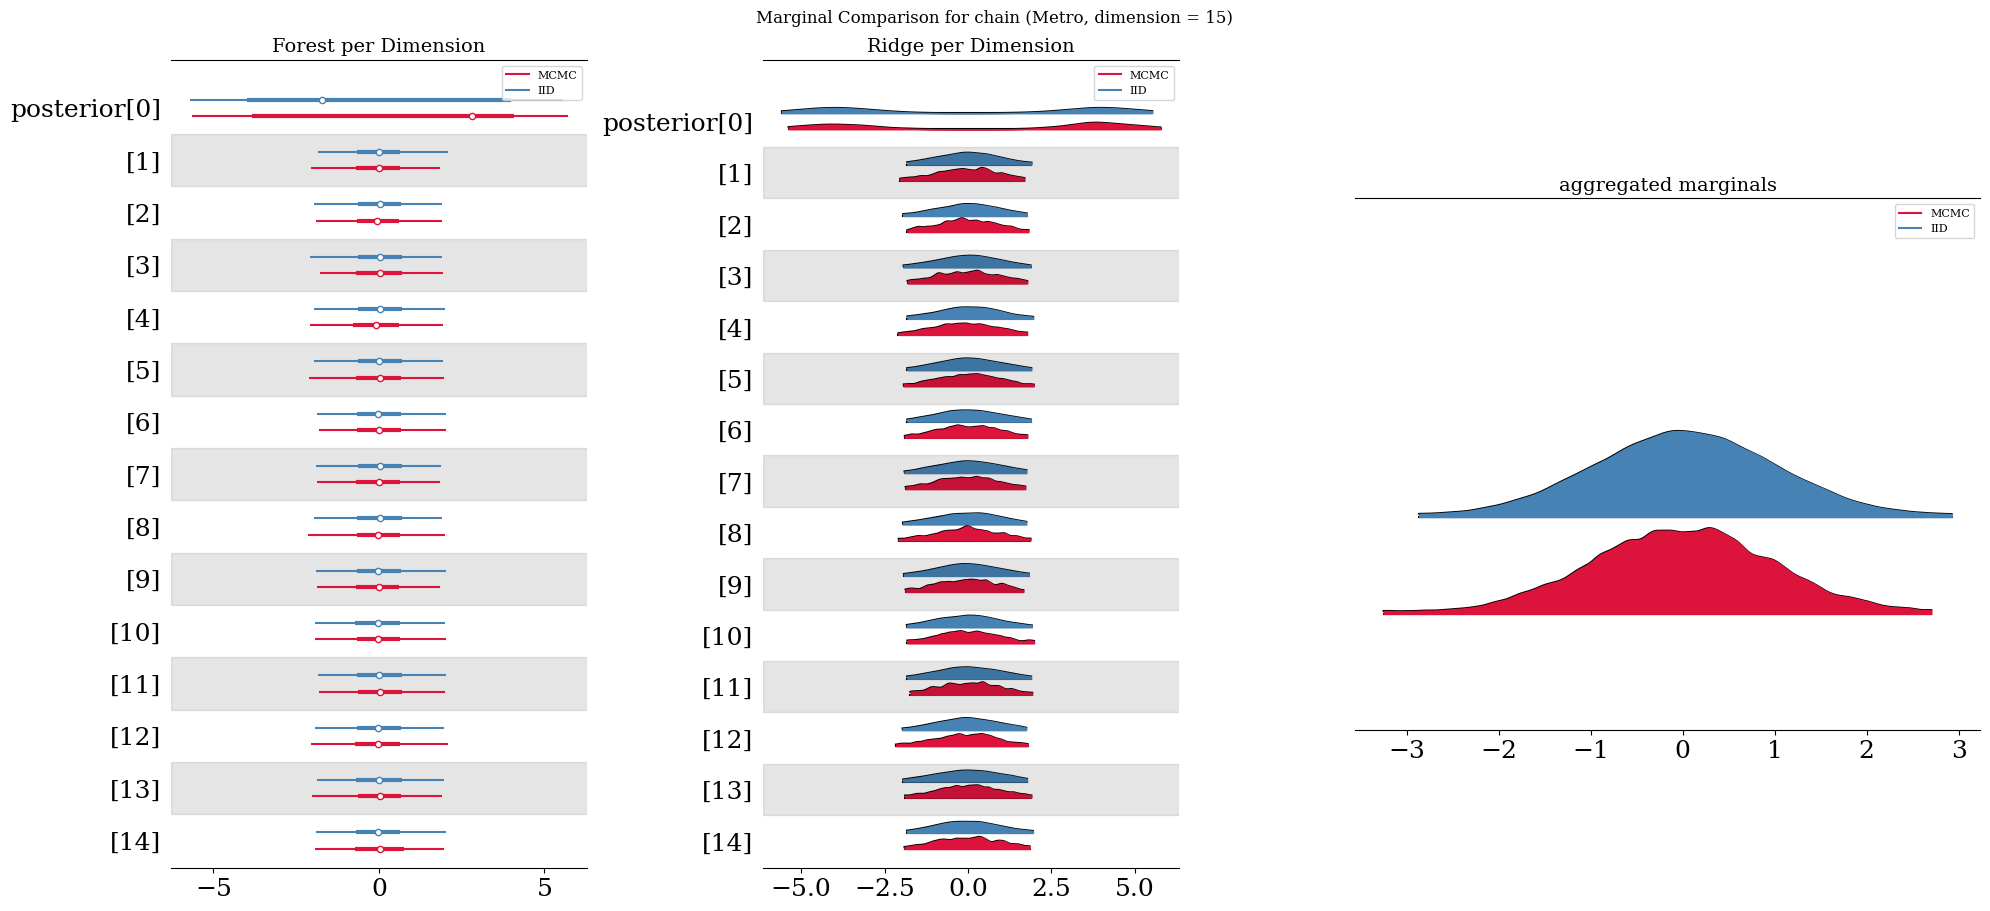 Marginal Comparison for chain (Metro, dimension = 15)
Forest per Dimension
MCMC
IID
posterior[0]
[1]
[2]
[3]
[4]
[5]
[6]
[7]
[8]
[9]
[10]
[11]
[12]
[13]
[14]
−5 0 5
Ridge per Dimension
MCMC
IID
posterior[0]
[1]
[2]
[3]
[4]
[5]
[6]
[7]
[8]
[9]
[10]
[11]
[12]
[13]
[14]
−5.0 −2.5 0.0 2.5 5.0
aggregated marginals
MCMC
IID
−3 −2 −1 0 1 2 3